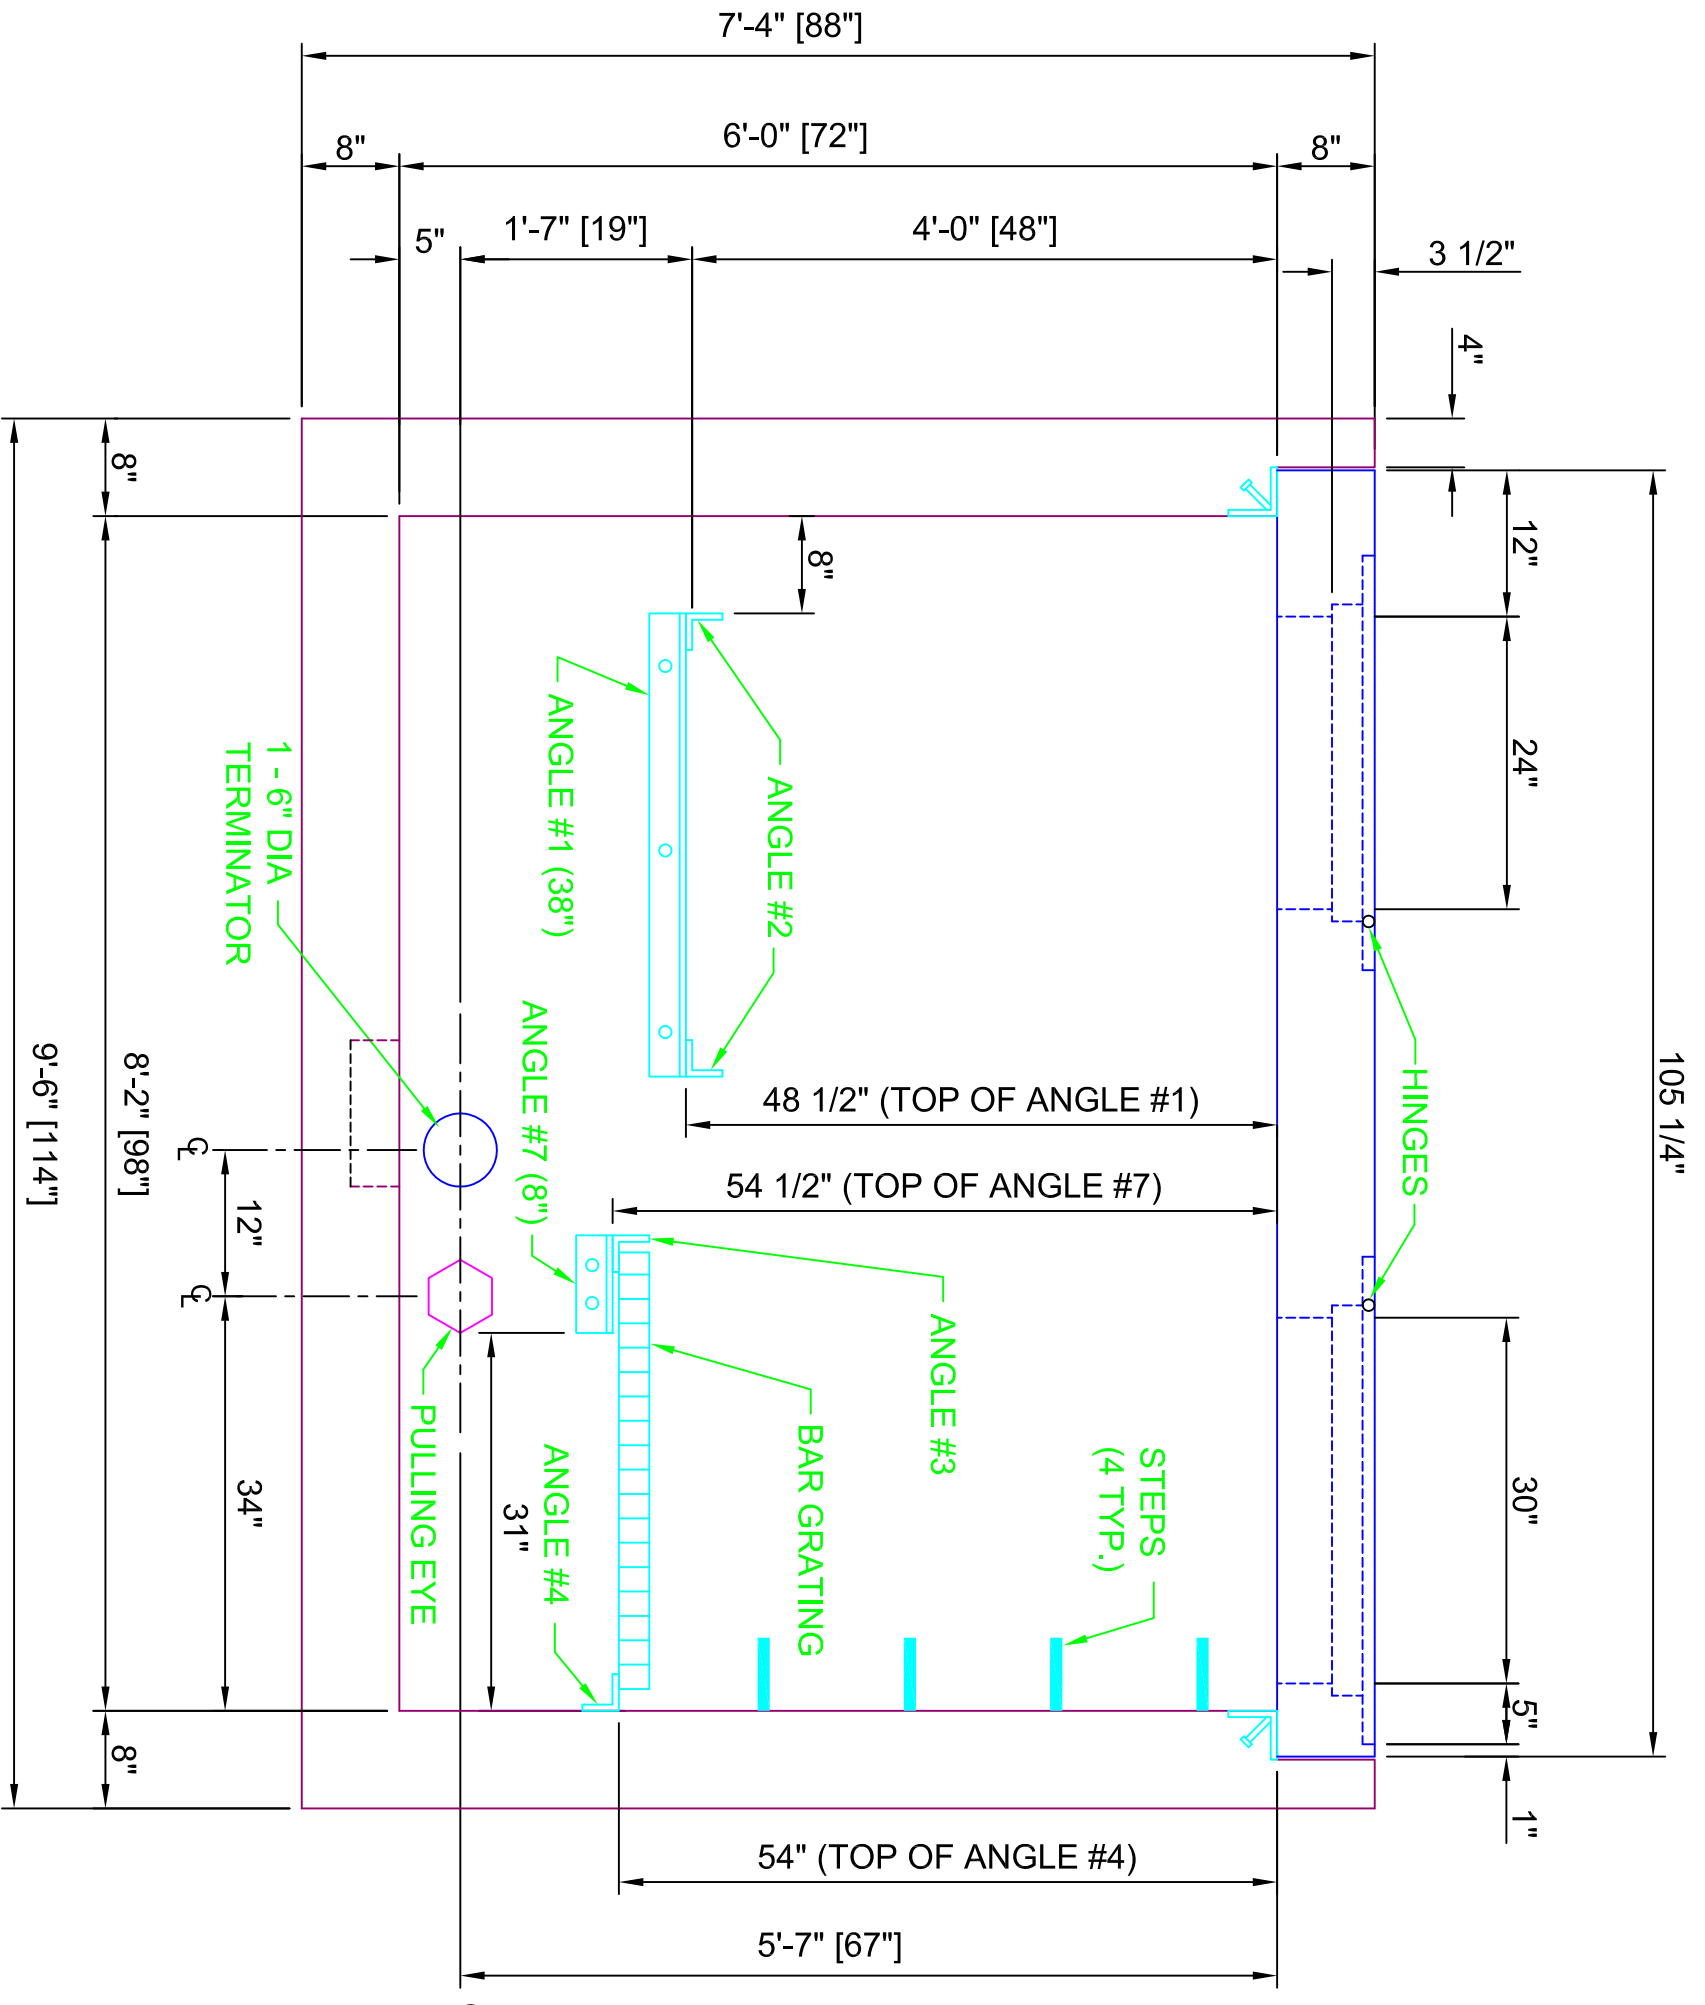 7'-4" [88"]
6'-0" [72"]
8"
8"
1'-7" [19"]
4'-0" [48"]
5"
3 1/2"
4"
8"
8"
12"
24"
105 1/4"
HINGES
ANGLE #2
ANGLE #1 (38")
1 - 6" DIA
TERMINATOR
ANGLE #7 (8")
48 1/2" (TOP OF ANGLE #1)
54 1/2" (TOP OF ANGLE #7)
9'-6" [114"]
8'-2" [98"]
CL
12"
CL
34"
PULLING EYE
31"
ANGLE #4
BAR GRATING
ANGLE #3
STEPS
(4 TYP.)
30"
5"
1"
8"
54" (TOP OF ANGLE #4)
5'-7" [67"]